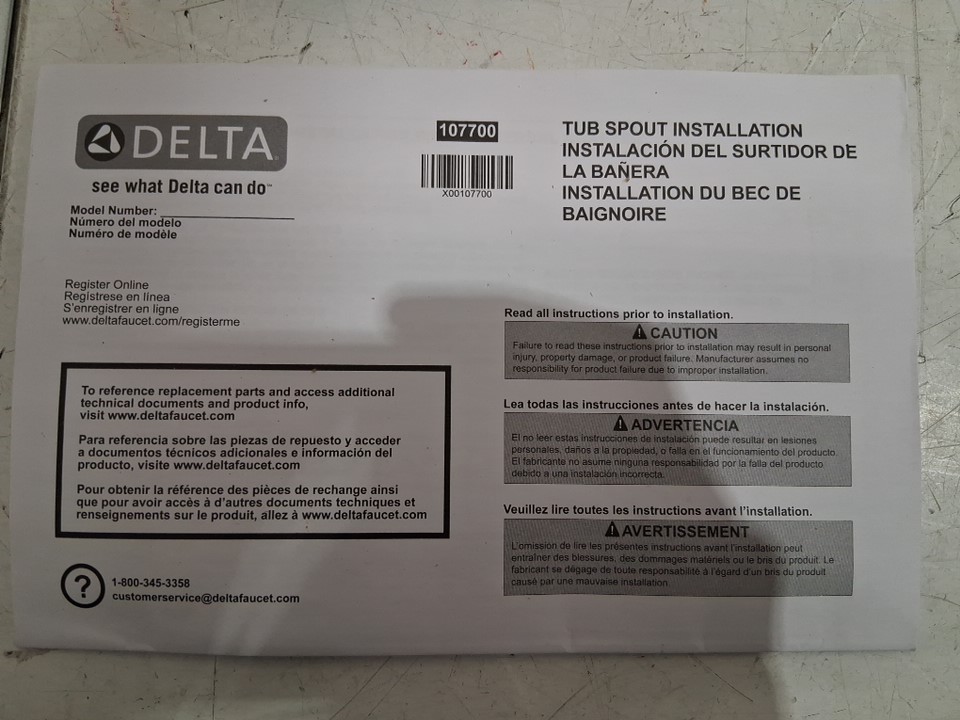 DELTA
see what Delta can do™
Model Number:
Número del modelo
Numéro de modèle
107700
X00107700
TUB SPOUT INSTALLATION
INSTALACIÓN DEL SURTIDOR DE
LA BAÑERA
INSTALLATION DU BEC DE
BAIGNOIRE
Register Online
Regístrese en línea
S'enregistrer en ligne
www.deltafaucet.com/registerme
To reference replacement parts and access additional
technical documents and product info,
visit www.deltafaucet.com
Para referencia sobre las piezas de repuesto y acceder
a documentos técnicos adicionales e información del
producto, visite www.deltafaucet.com
Pour obtenir la référence des pièces de rechange ainsi
que pour avoir accès à d'autres documents techniques et
renseignements sur le produit, allez à www.deltafaucet.com
?
1-800-345-3358
customerservice@deltafaucet.com
Read all instructions prior to installation.
CAUTION
Failure to read these instructions prior to installation may result in personal
injury, property damage, or product failure. Manufacturer assumes no
responsibility for product failure due to improper installation.
Lea todas las instrucciones antes de hacer la instalación.
ADVERTENCIA
El no leer estas instrucciones de instalación puede resultar en lesiones
personales, daños a la propiedad, o falla en el funcionamiento del producto.
El fabricante no asume ninguna responsabilidad por la falla del producto
debido a una instalación incorrecta.
Veuillez lire toutes les instructions avant l'installation.
AVERTISSEMENT
L'omission de lire les présentes instructions avant l'installation peut
entraîner des blessures, des dommages matériels ou le bris du produit. Le
fabricant se dégage de toute responsabilité à l'égard d'un bris du produit
causé par une mauvaise installation.